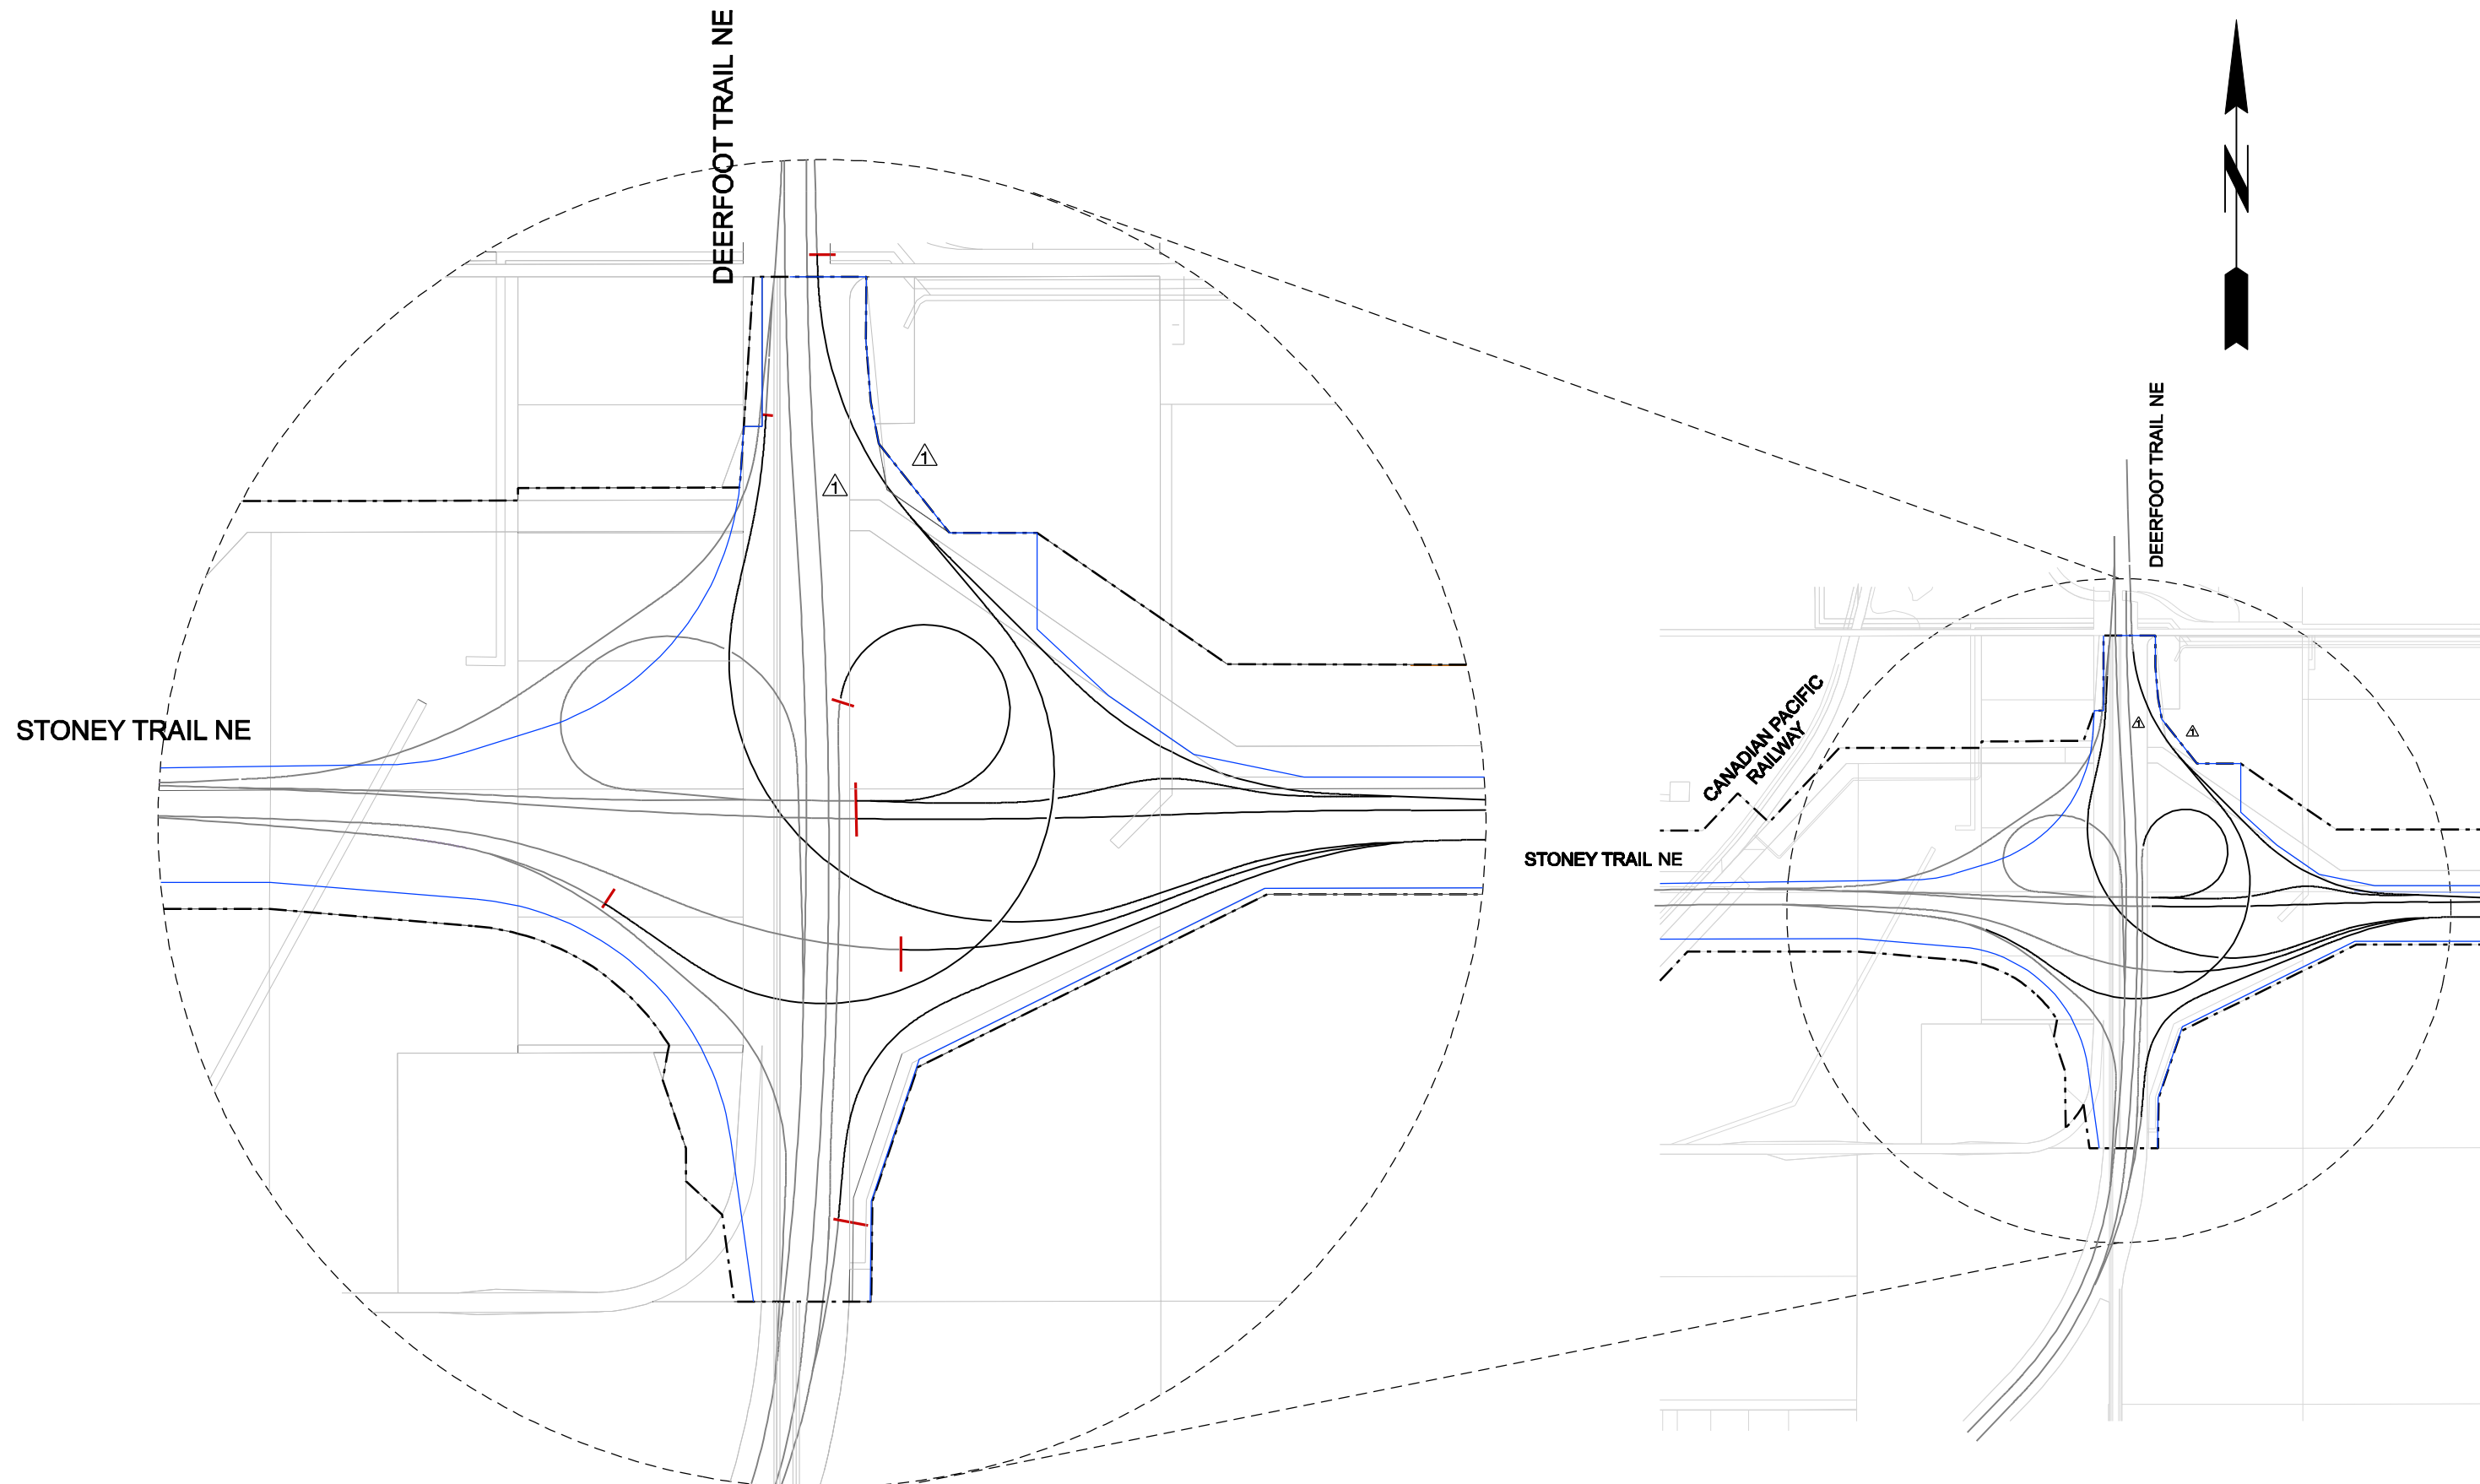 DEERFOOT TRAIL NE
STONEY TRAIL NE
1
1
N
DEERFOOT TRAIL NE
CANADIAN PACIFIC
RAILWAY
STONEY TRAIL NE
1
1